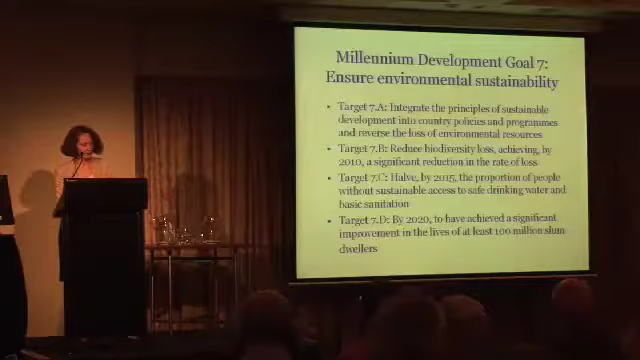 Millennium Development Goal 7:
Ensure environmental sustainability
• Target 7.A: Integrate the principles of sustainable
development into country policies and programmes
and reverse the loss of environmental resources
• Target 7.B: Reduce biodiversity loss, achieving, by
2010, a significant reduction in the rate of loss
• Target 7.C: Halve, by 2015, the proportion of people
without sustainable access to safe drinking water and
basic sanitation
• Target 7.D: By 2020, to have achieved a significant
improvement in the lives of at least 100 million slum
dwellers